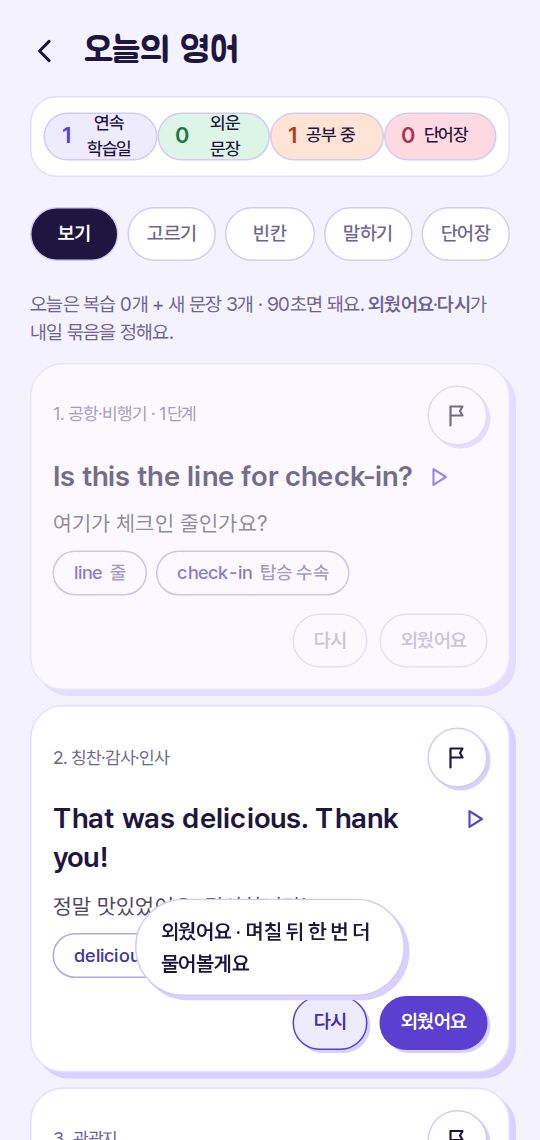 오늘의 영어
1 연속 학습일 0 외운 문장 1 공부 중 0 단어장
보기 고르기 빈칸 말하기 단어장
오늘은 복습 0개 + 새 문장 3개 · 90초면 돼요. 외웠어요·다시가
내일 묶음을 정해요.
1. 공항·비행기 · 1단계
Is this the line for check-in?
여기가 체크인 줄인가요?
line 줄 check-in 탑승 수속
다시 외웠어요
2. 칭찬·감사·인사
That was delicious. Thank
you!
정말
외웠어요 · 며칠 뒤 한 번 더
물어볼게요
다시 외웠어요
3. 관광지